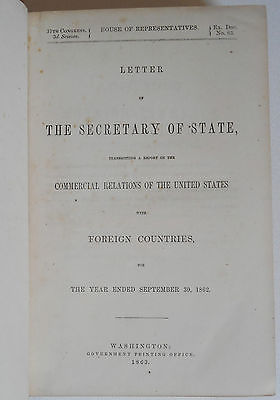 37TH CONGRESS,
3d Session.
HOUSE OF REPRESENTATIVES.
EX. DOC.
No. 63.
LETTER
OF
THE SECRETARY OF STATE,
TRANSMITTING A REPORT ON THE
COMMERCIAL RELATIONS OF THE UNITED STATES
WITH
FOREIGN COUNTRIES,
FOR
THE YEAR ENDED SEPTEMBER 30, 1862.
WASHINGTON:
GOVERNMENT PRINTING OFFICE.
1863.